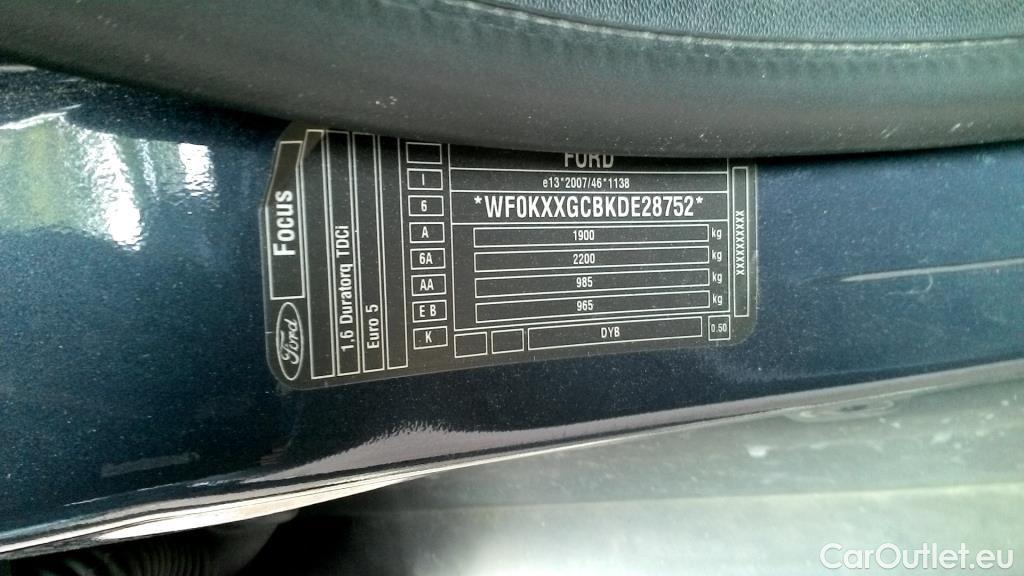 FORD
e13*2007/46*1138
*WF0KXXGCBKDE28752*
1900 kg
2200 kg
985 kg
965 kg
DYB
0.50
XXXXXXXXX
I
6
A
6A
AA
E B
K
Focus
Ford
1.6 Duratorq TDCi
Euro 5
CarOutlet.eu